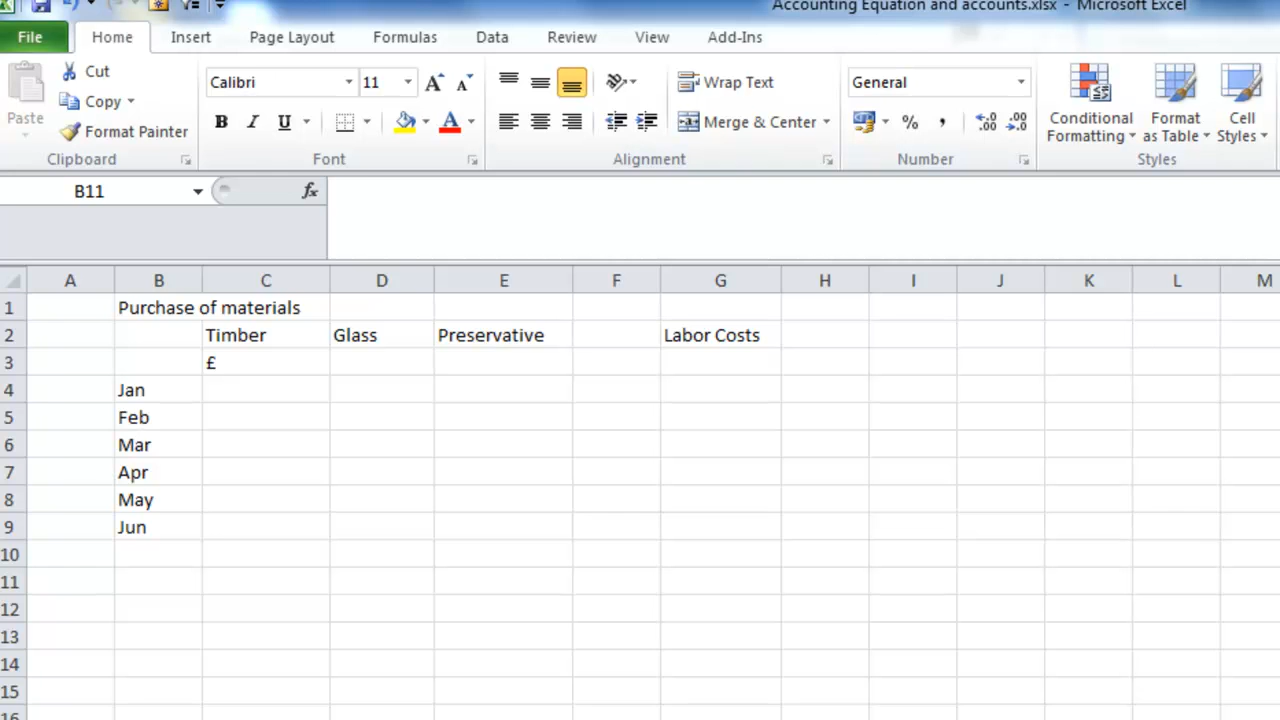 Accounting Equation and accounts.xlsx - Microsoft Excel
File Home Insert Page Layout Formulas Data Review View Add-Ins
Paste
Cut
Copy
Format Painter
Clipboard
Calibri 11
B I U
Font
Wrap Text
Merge & Center
Alignment
General
% , .00 .0
Number
Conditional Formatting
Format as Table
Cell Styles
Styles
B11 fx
A B C D E F G H I J K L M
1 Purchase of materials
2 Timber Glass Preservative Labor Costs
3 £
4 Jan
5 Feb
6 Mar
7 Apr
8 May
9 Jun
10
11
12
13
14
15
16